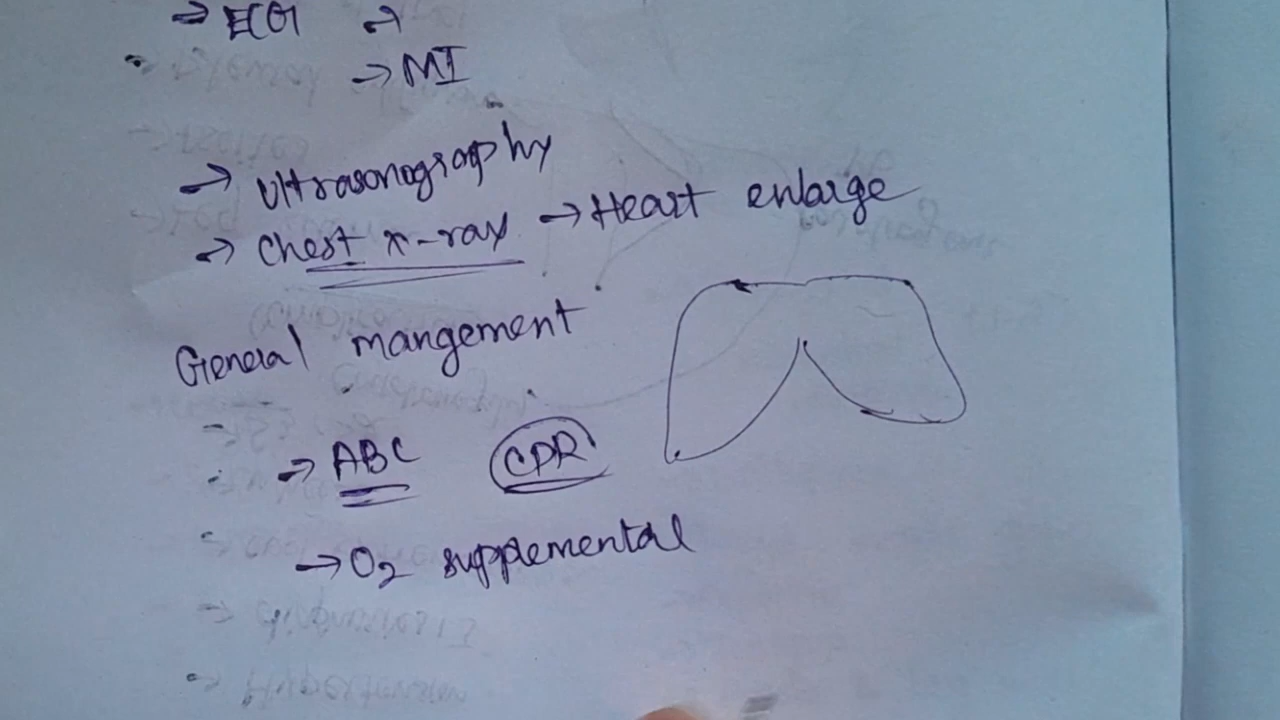 → ECG →
→ MI
→ Ultrasonography
→ Chest x-ray → Heart enlarge
General mangement
→ ABC CPR
→ O2 supplemental